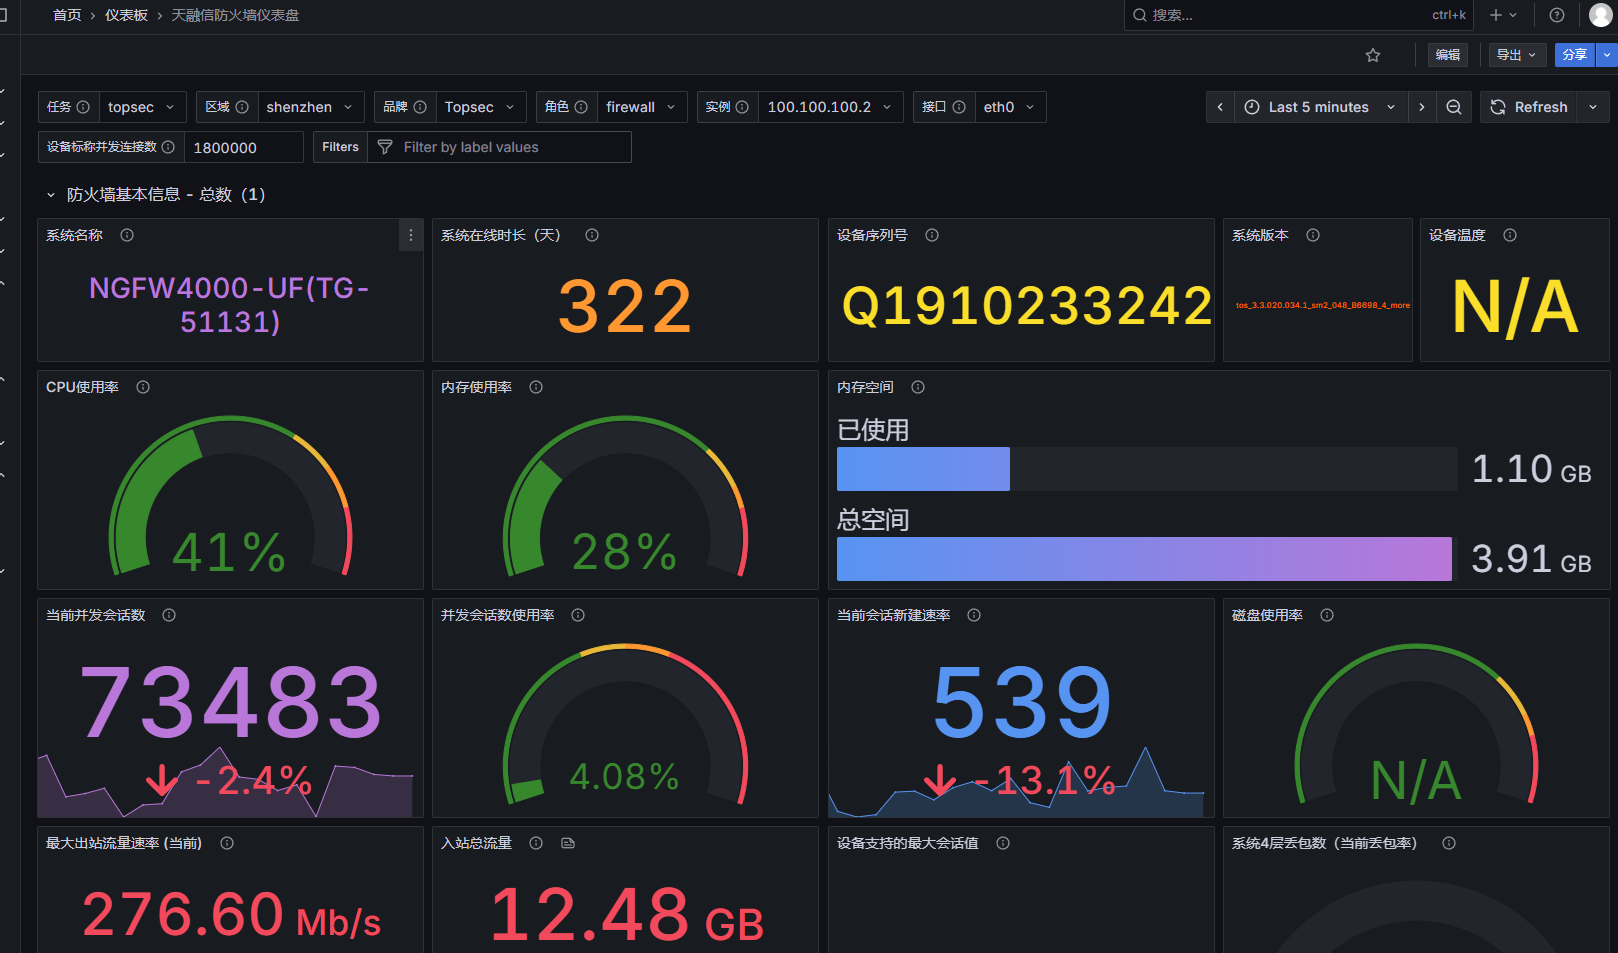 首页 › 仪表板 › 天融信防火墙仪表盘
搜索... ctrl+k
编辑 导出 分享
任务 topsec 区域 shenzhen 品牌 Topsec 角色 firewall 实例 100.100.100.2 接口 eth0 Last 5 minutes Refresh
设备标称并发连接数 1800000 Filters Filter by label values
防火墙基本信息 - 总数（1）
系统名称 系统在线时长（天） 设备序列号 系统版本 设备温度
NGFW4000-UF(TG-
51131)
322
Q1910233242
tos_3.3.020.034.1_sm2_048_B6698_4_more
N/A
CPU使用率 内存使用率 内存空间
41%
28%
已使用
1.10 GB
总空间
3.91 GB
当前并发会话数 并发会话数使用率 当前会话新建速率 磁盘使用率
73483
-2.4%
4.08%
539
-13.1%
N/A
最大出站流量速率 (当前) 入站总流量 设备支持的最大会话值 系统4层丢包数（当前丢包率）
276.60 Mb/s
12.48 GB